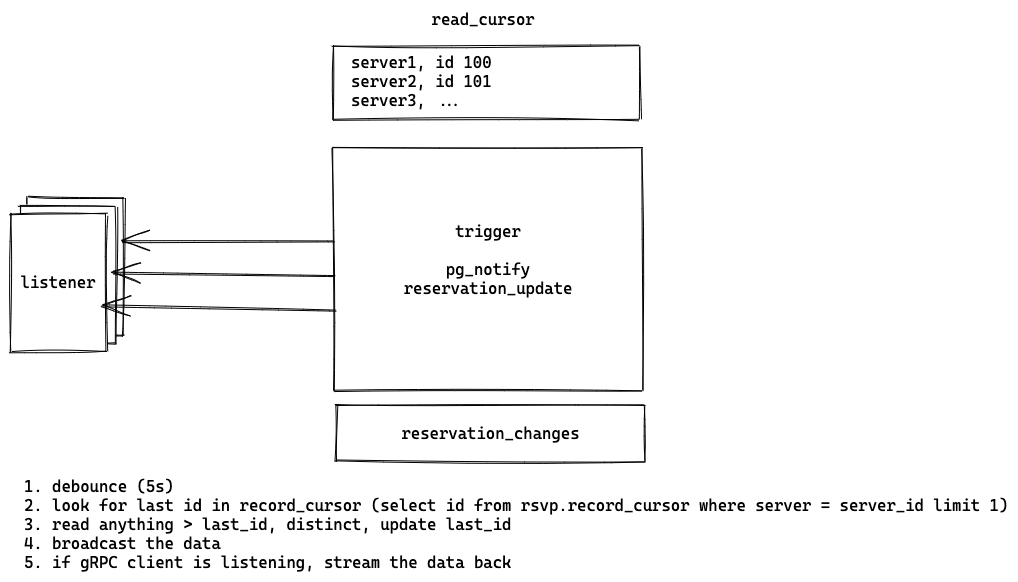 read_cursor
server1, id 100
server2, id 101
server3, ...
trigger
pg_notify
reservation_update
listener
reservation_changes
1. debounce (5s)
2. look for last id in record_cursor (select id from rsvp.record_cursor where server = server_id limit 1)
3. read anything > last_id, distinct, update last_id
4. broadcast the data
5. if gRPC client is listening, stream the data back